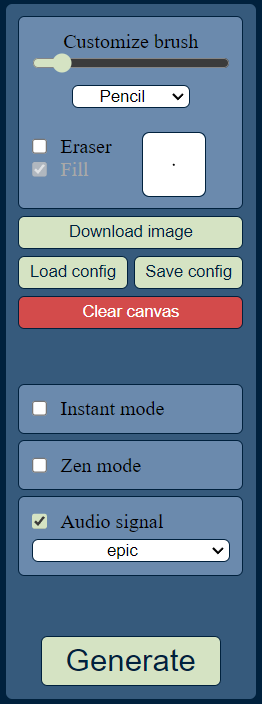 Customize brush
Pencil
Eraser
Fill
Download image
Load config Save config
Clear canvas
Instant mode
Zen mode
Audio signal
epic
Generate